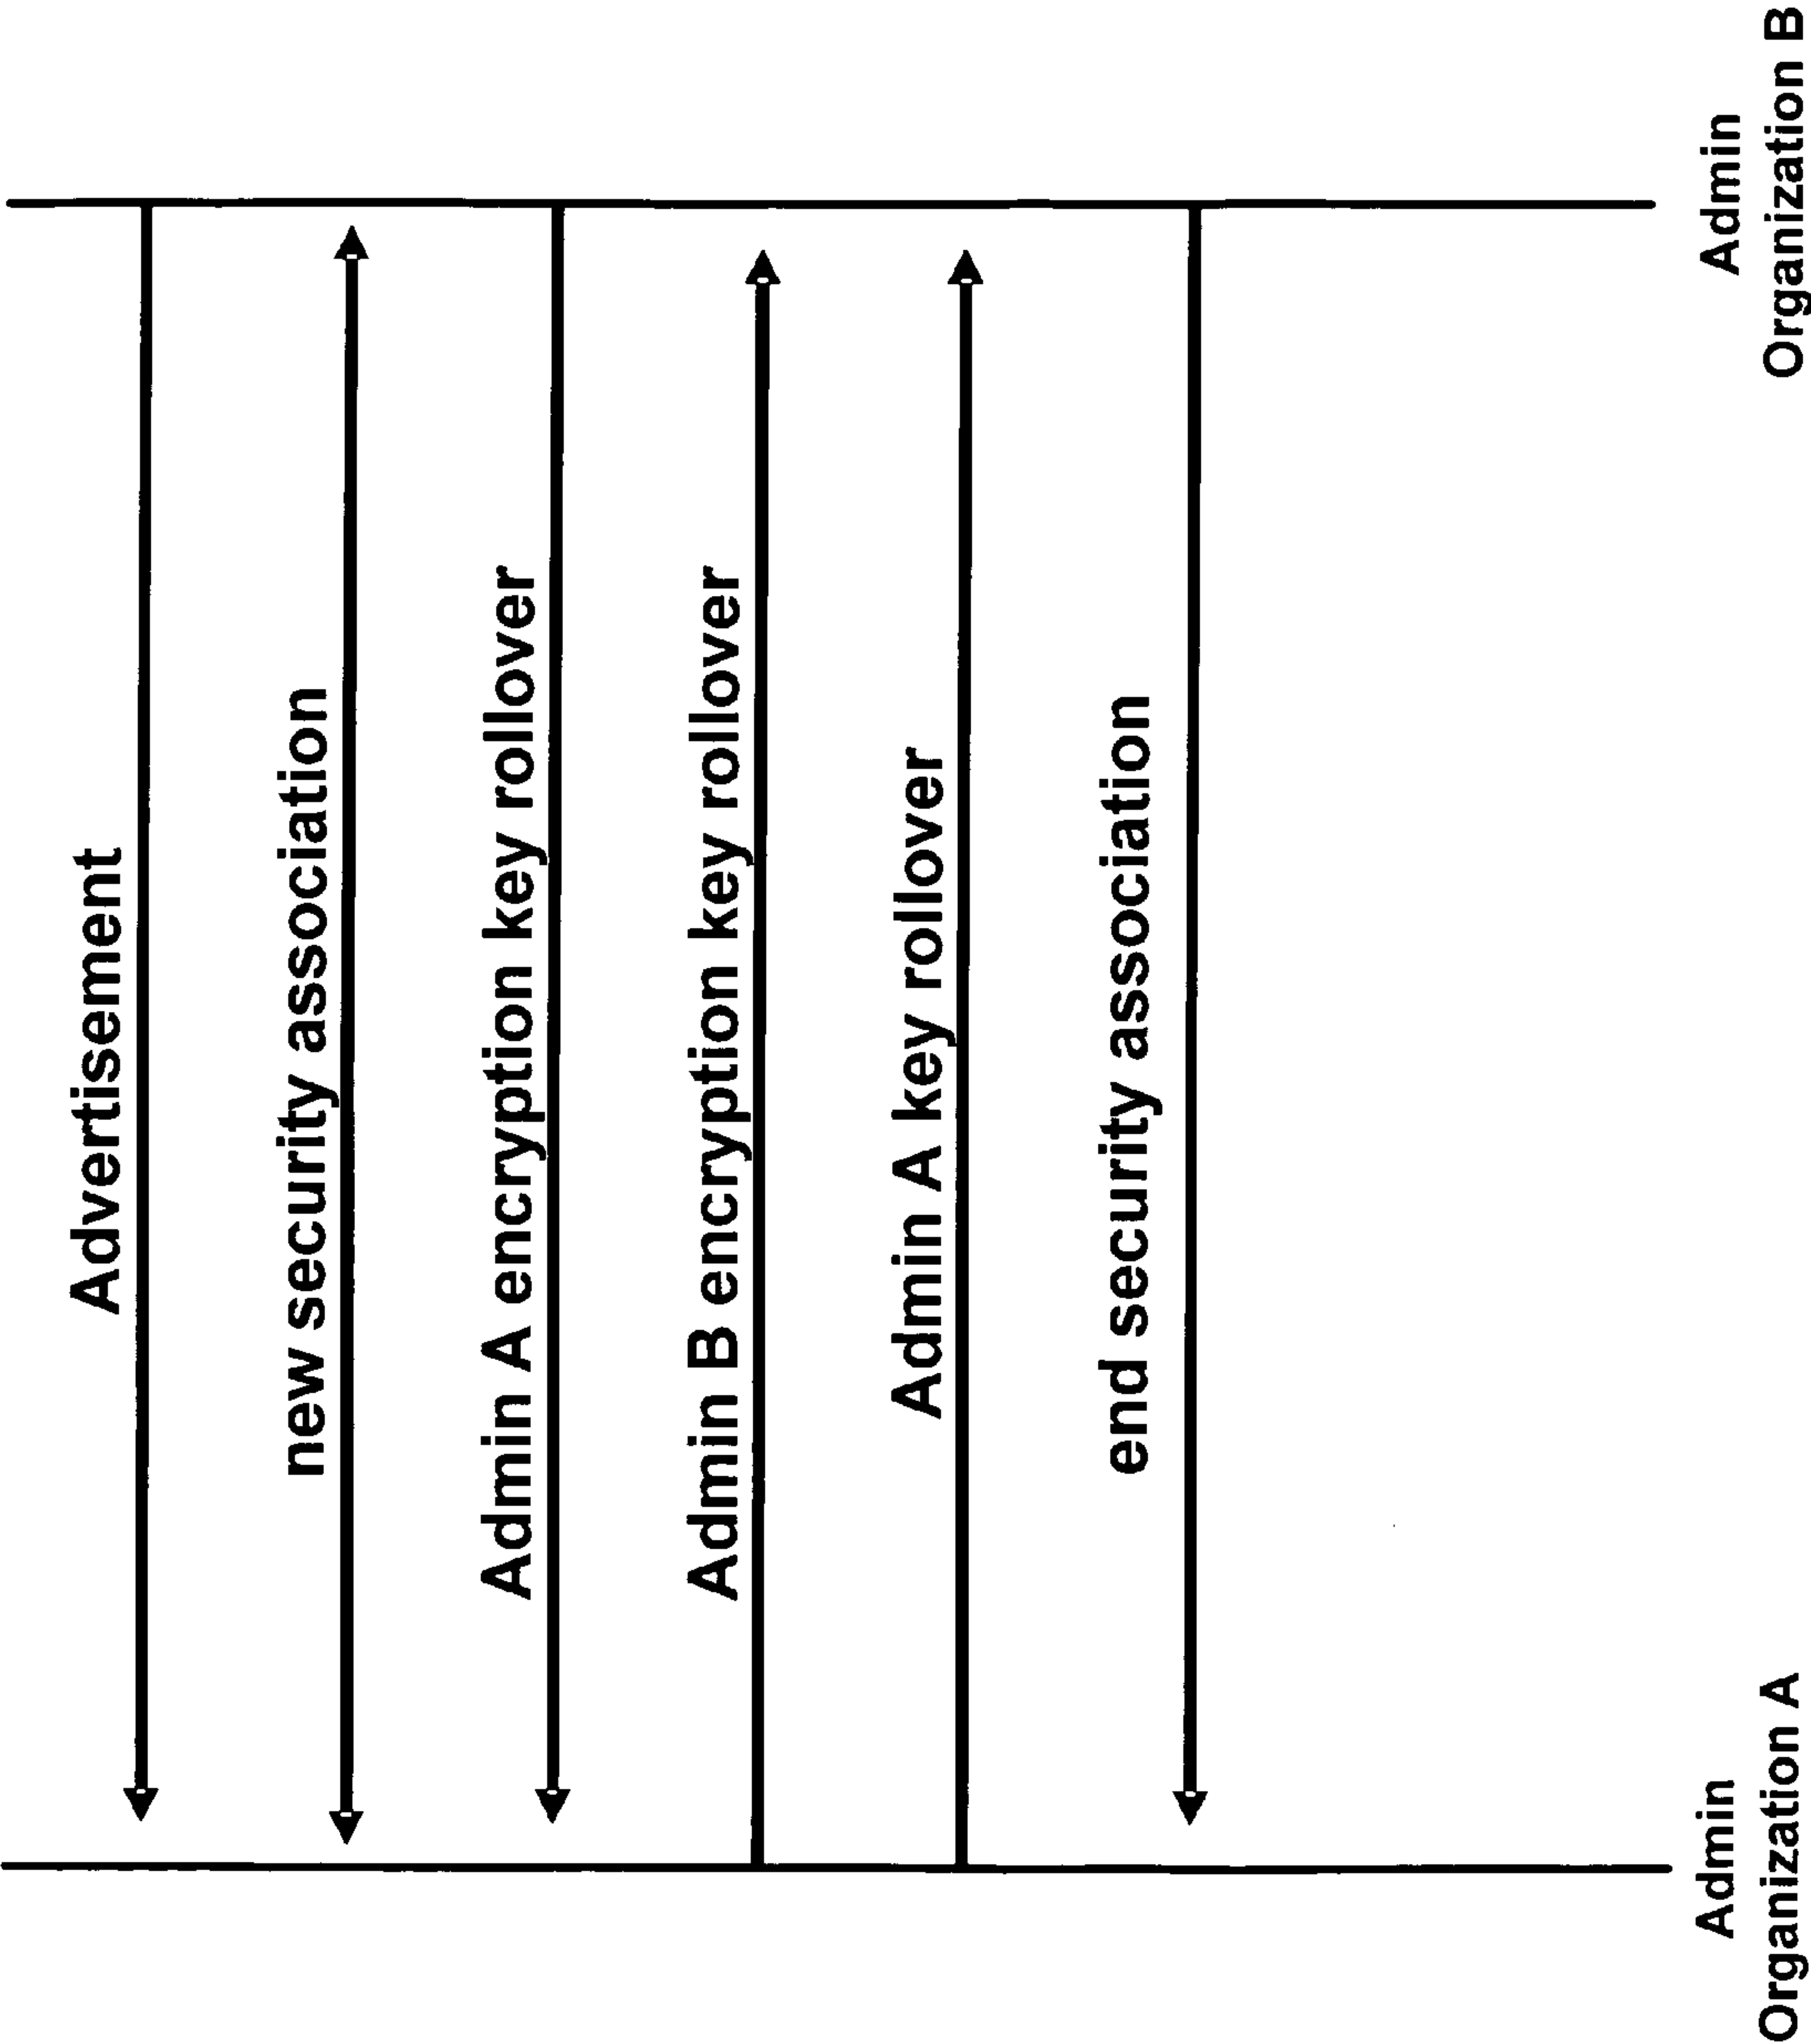 Advertisement
new security association
Admin A encryption key rollover
Admin B encryption key rollover
Admin A key rollover
end security association
Admin
Organization A
Admin
Organization B